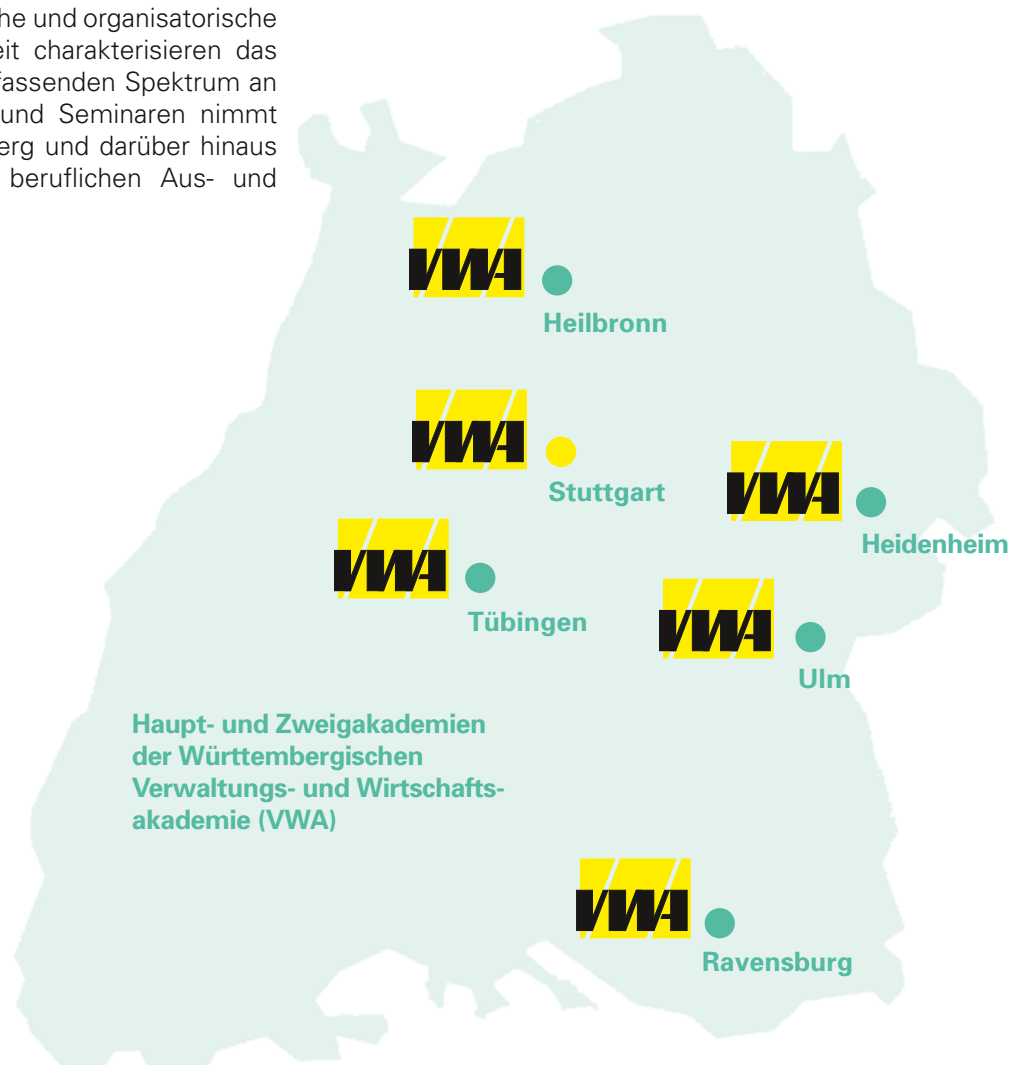 he und organisatorische
eit charakterisieren das
fassenden Spektrum an
und Seminaren nimmt
erg und darüber hinaus
beruflichen Aus- und
VWA
Heilbronn
VWA
Stuttgart
VWA
Heidenheim
VWA
Tübingen
VWA
Ulm
Haupt- und Zweigakademien
der Württembergischen
Verwaltungs- und Wirtschafts-
akademie (VWA)
VWA
Ravensburg